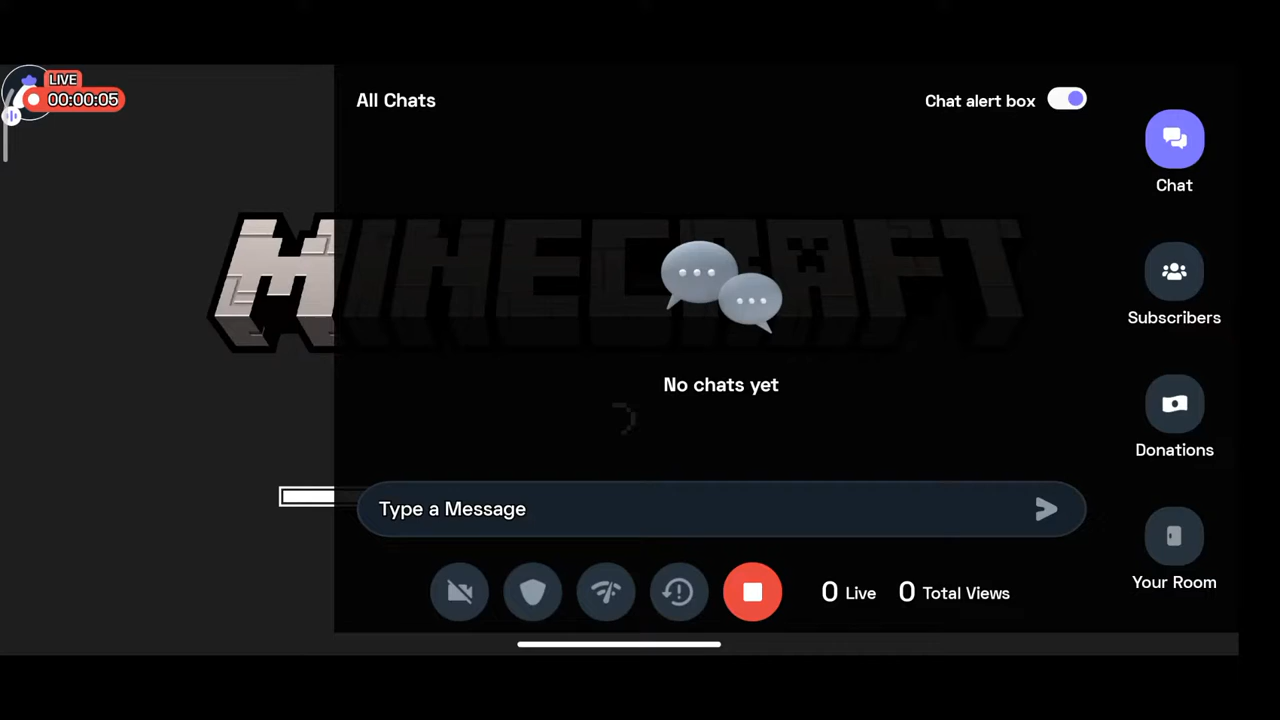 LIVE
00:00:05
All Chats
Chat alert box
Chat
MINECRAFT
Subscribers
No chats yet
Donations
Type a Message
Your Room
0 Live
0 Total Views